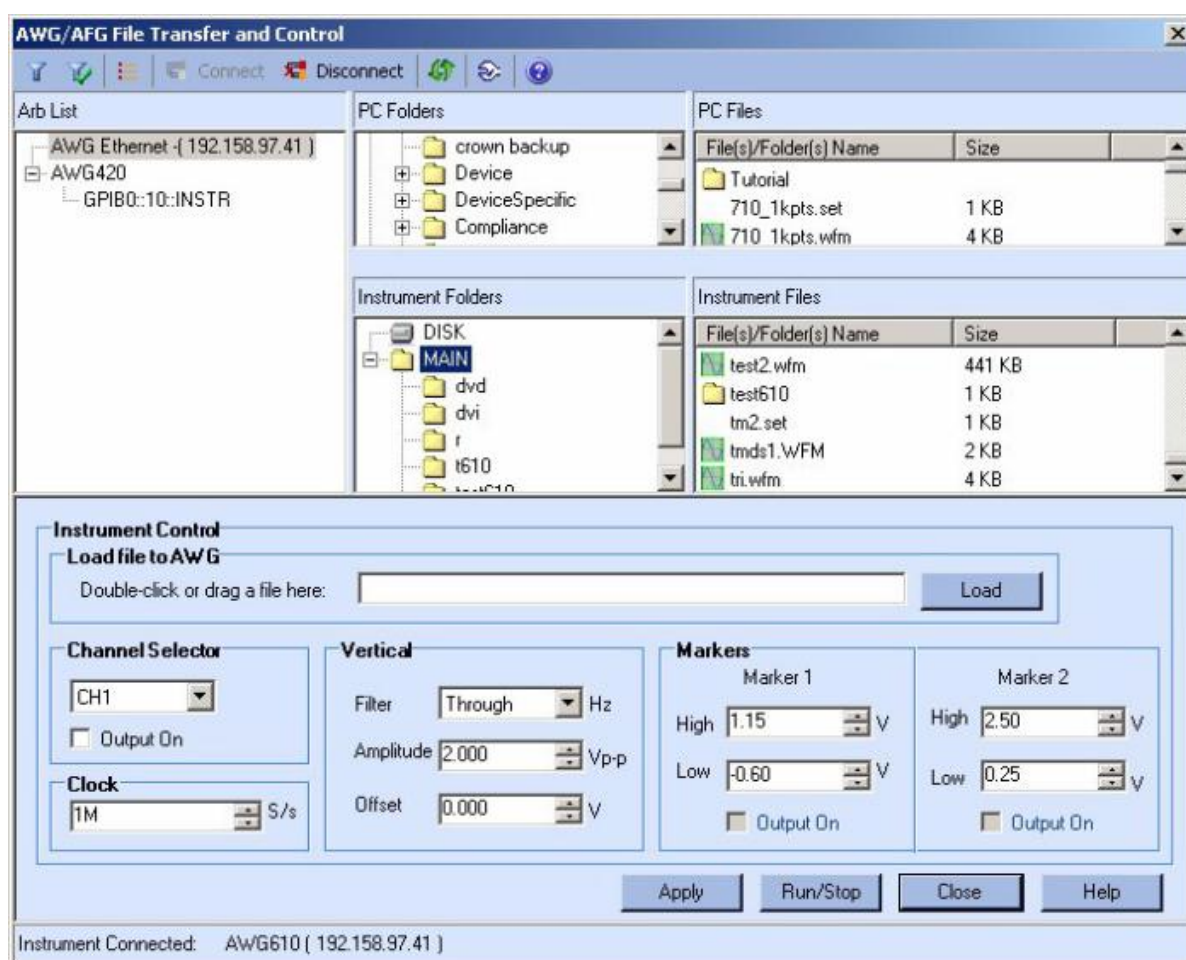 AWG/AFG File Transfer and Control
Connect Disconnect
Arb List
AWG Ethernet -( 192.158.97.41 )
AWG420
GPIB0::10::INSTR
PC Folders
crown backup
Device
DeviceSpecific
Compliance
PC Files
File(s)/Folder(s) Name Size
Tutorial
710_1kpts.set 1 KB
710_1kpts.wfm 4 KB
Instrument Folders
DISK
MAIN
dvd
dvi
r
t610
test610
Instrument Files
File(s)/Folder(s) Name Size
test2.wfm 441 KB
test610 1 KB
tm2.set 1 KB
tmds1.WFM 2 KB
tri.wfm 4 KB
Instrument Control
Load file to AWG
Double-click or drag a file here:
Load
Channel Selector
CH1
Output On
Clock
1M S/s
Vertical
Filter Through Hz
Amplitude 2.000 Vp-p
Offset 0.000 V
Markers
Marker 1
High 1.15 V
Low -0.60 V
Output On
Marker 2
High 2.50 V
Low 0.25 V
Output On
Apply Run/Stop Close Help
Instrument Connected: AWG610 ( 192.158.97.41 )